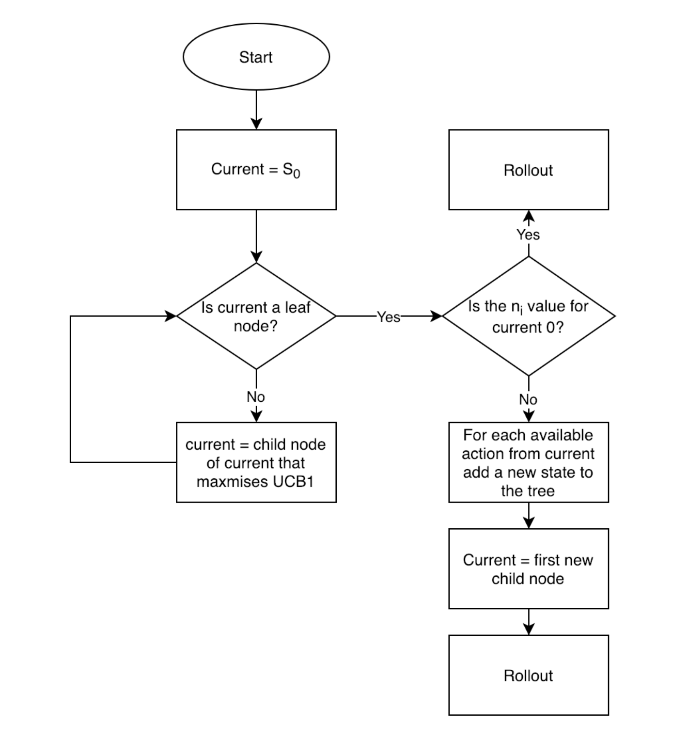 Start
Current = S₀
Is current a leaf
node?
No
current = child node
of current that
maxmises UCB1
Yes
Is the nᵢ value for
current 0?
Yes
Rollout
No
For each available
action from current
add a new state to
the tree
Current = first new
child node
Rollout